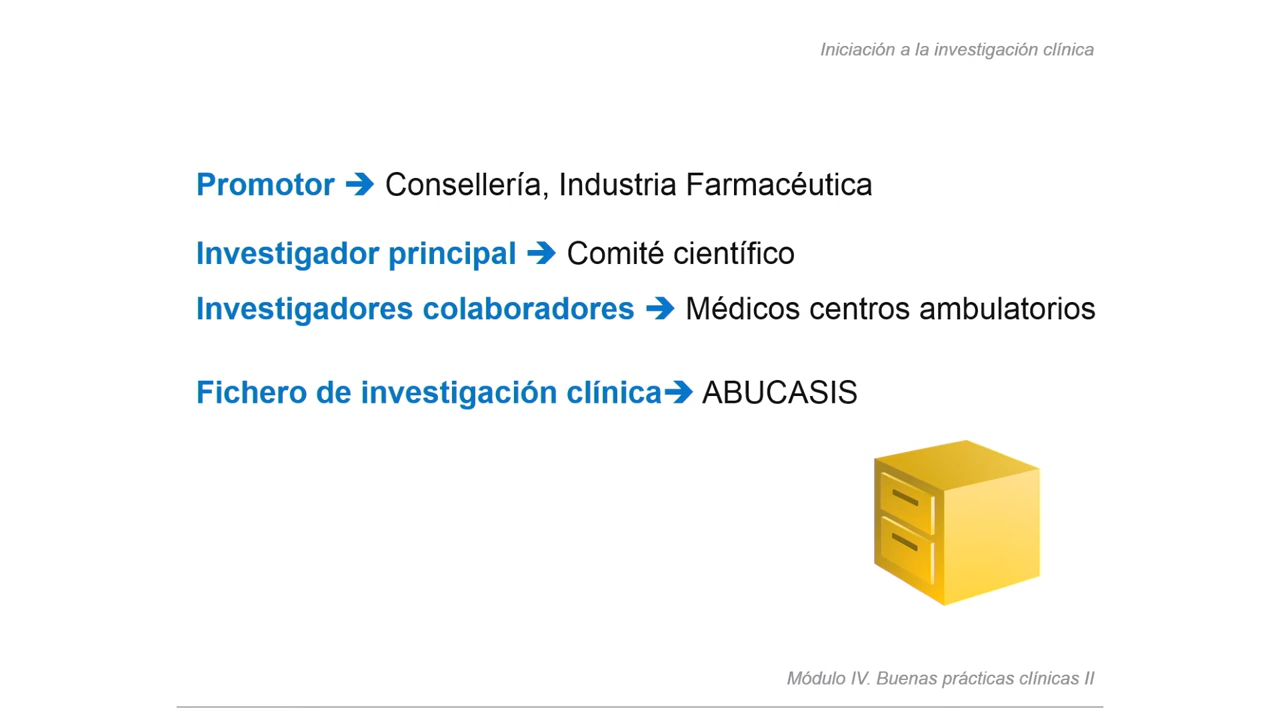 Iniciación a la investigación clínica
Promotor ➔ Consellería, Industria Farmacéutica
Investigador principal ➔ Comité científico
Investigadores colaboradores ➔ Médicos centros ambulatorios
Fichero de investigación clínica➔ ABUCASIS
Módulo IV. Buenas prácticas clínicas II